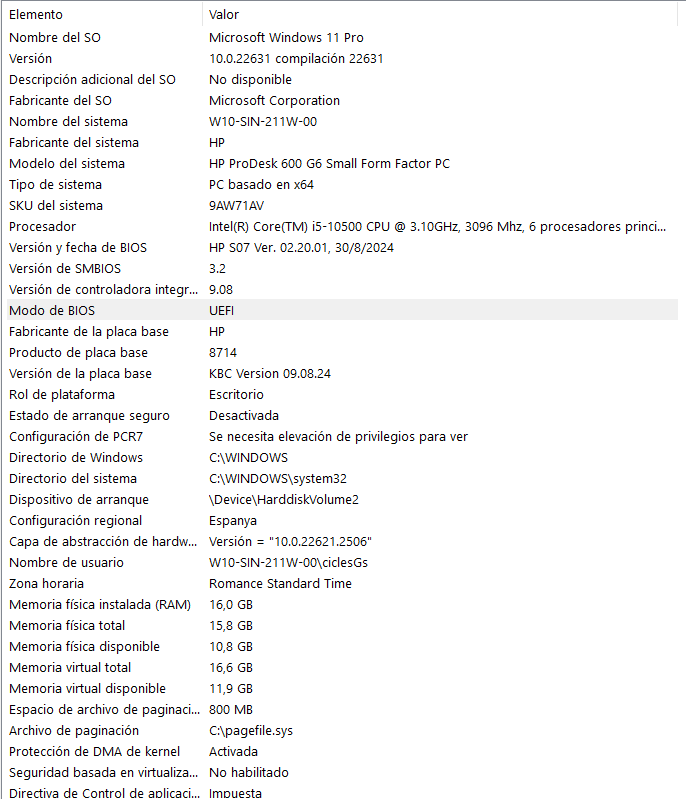 Elemento Valor
Nombre del SO Microsoft Windows 11 Pro
Versión 10.0.22631 compilación 22631
Descripción adicional del SO No disponible
Fabricante del SO Microsoft Corporation
Nombre del sistema W10-SIN-211W-00
Fabricante del sistema HP
Modelo del sistema HP ProDesk 600 G6 Small Form Factor PC
Tipo de sistema PC basado en x64
SKU del sistema 9AW71AV
Procesador Intel(R) Core(TM) i5-10500 CPU @ 3.10GHz, 3096 Mhz, 6 procesadores princi...
Versión y fecha de BIOS HP S07 Ver. 02.20.01, 30/8/2024
Versión de SMBIOS 3.2
Versión de controladora integr... 9.08
Modo de BIOS UEFI
Fabricante de la placa base HP
Producto de placa base 8714
Versión de la placa base KBC Version 09.08.24
Rol de plataforma Escritorio
Estado de arranque seguro Desactivada
Configuración de PCR7 Se necesita elevación de privilegios para ver
Directorio de Windows C:\WINDOWS
Directorio del sistema C:\WINDOWS\system32
Dispositivo de arranque \Device\HarddiskVolume2
Configuración regional Espanya
Capa de abstracción de hardw... Versión = "10.0.22621.2506"
Nombre de usuario W10-SIN-211W-00\ciclesGs
Zona horaria Romance Standard Time
Memoria física instalada (RAM) 16,0 GB
Memoria física total 15,8 GB
Memoria física disponible 10,8 GB
Memoria virtual total 16,6 GB
Memoria virtual disponible 11,9 GB
Espacio de archivo de paginaci... 800 MB
Archivo de paginación C:\pagefile.sys
Protección de DMA de kernel Activada
Seguridad basada en virtualiza... No habilitado
Directiva de Control de aplicaci... Impuesta